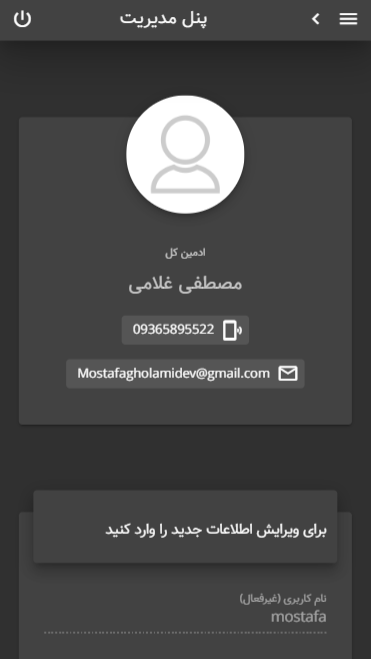 پنل مدیریت
ادمین کل
مصطفی غلامی
09365895522
Mostafagholamidev@gmail.com
برای ویرایش اطلاعات جدید را وارد کنید
نام کاربری (غیرفعال)
mostafa